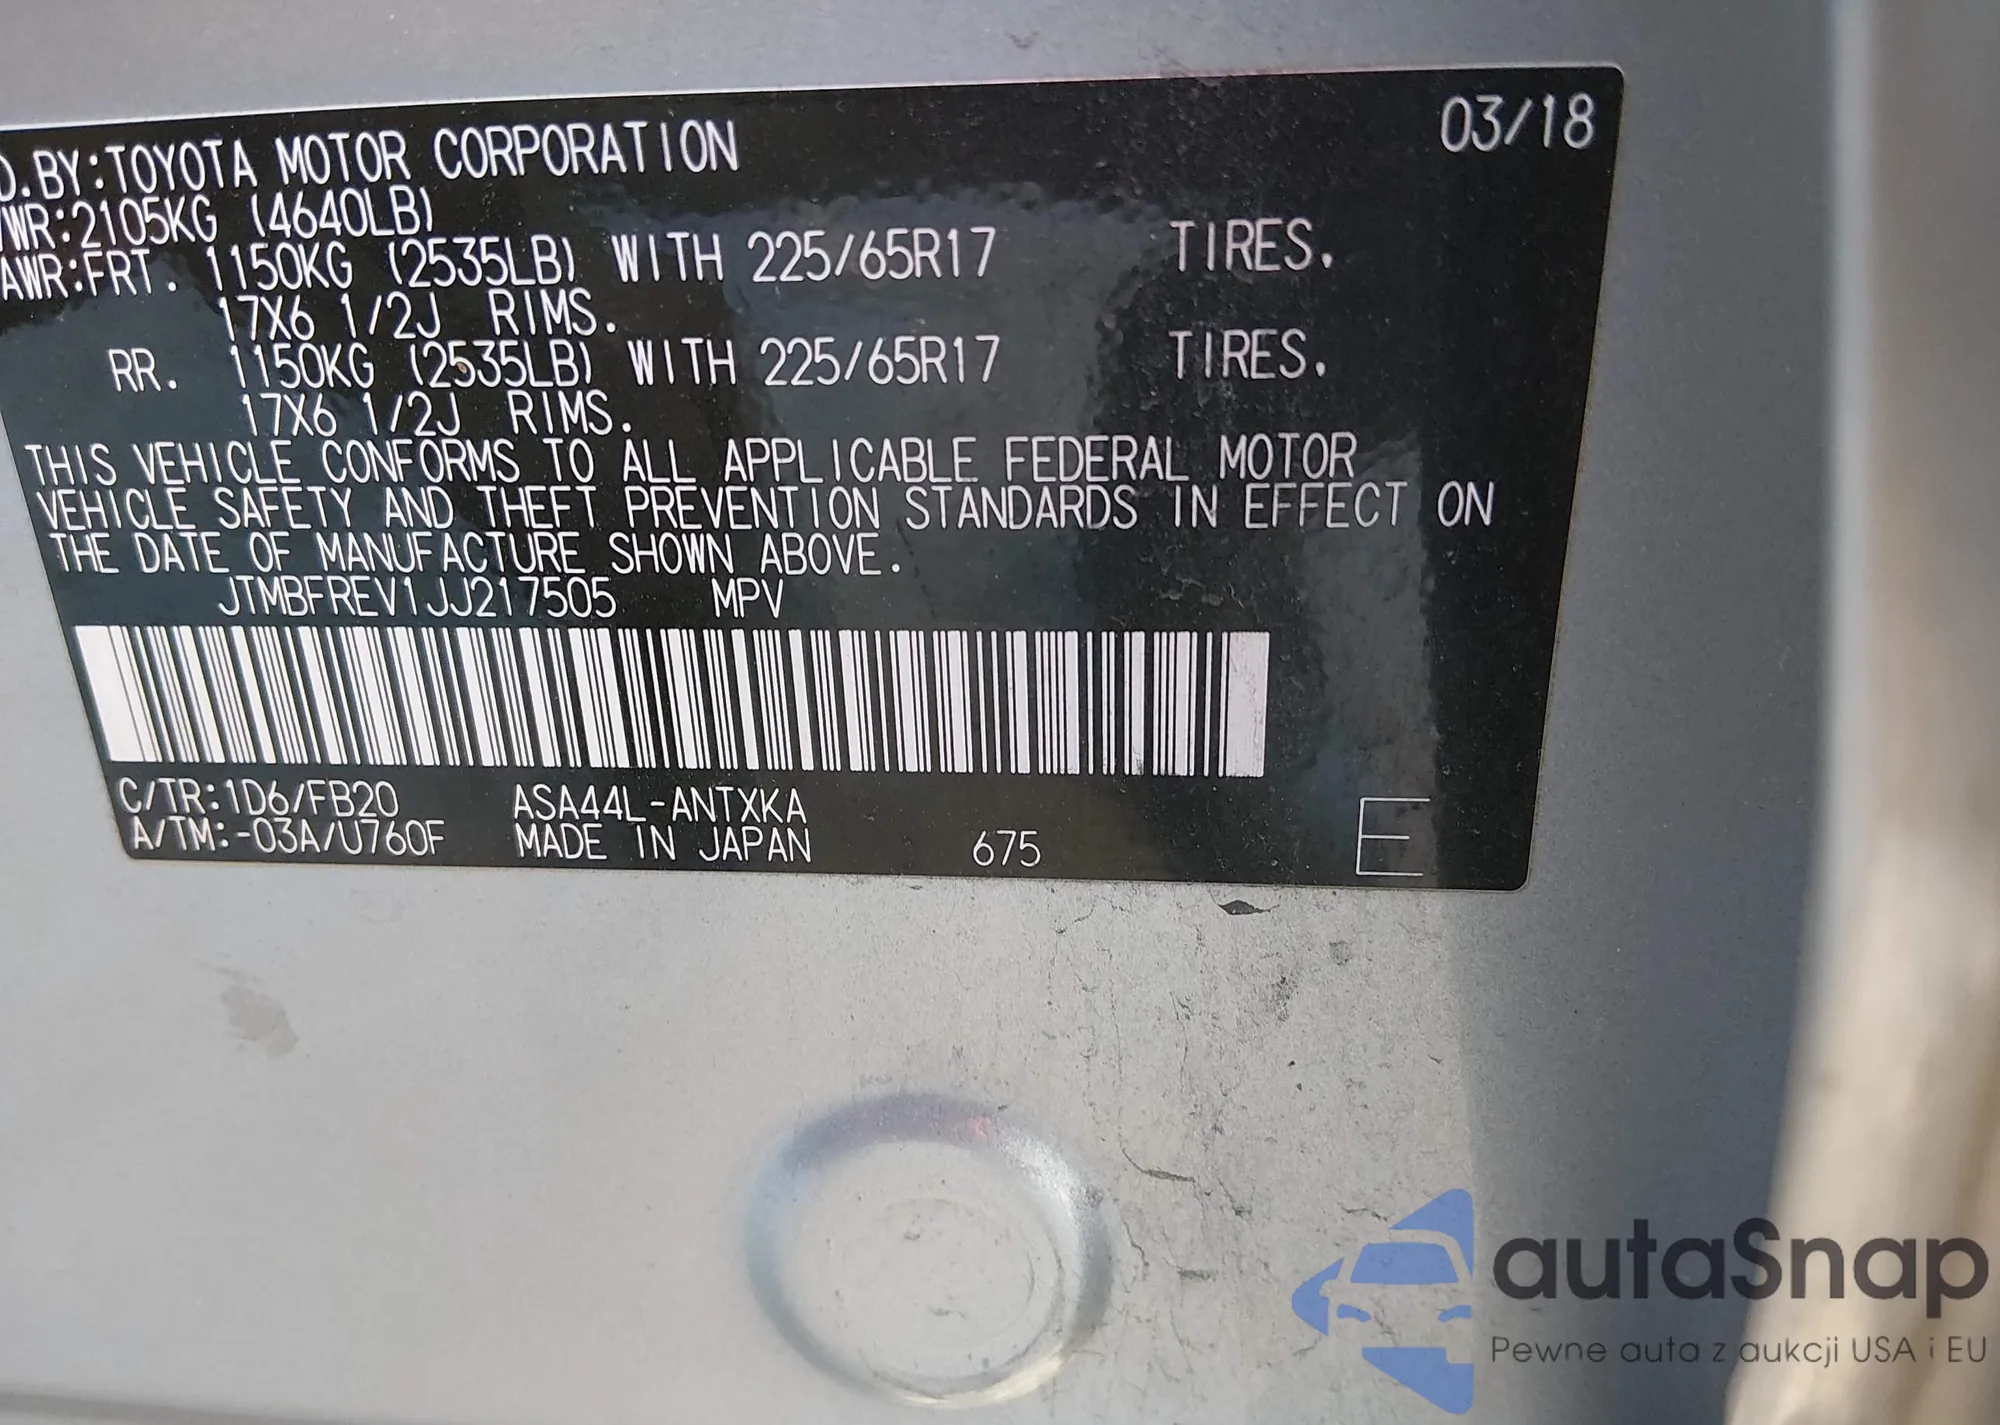 03/18
D.BY:TOYOTA MOTOR CORPORATION
WR:2105KG (4640LB)
AWR:FRT. 1150KG (2535LB) WITH 225/65R17 TIRES.
17X6 1/2J RIMS.
RR. 1150KG (2535LB) WITH 225/65R17 TIRES.
17X6 1/2J RIMS.
THIS VEHICLE CONFORMS TO ALL APPLICABLE FEDERAL MOTOR
VEHICLE SAFETY AND THEFT PREVENTION STANDARDS IN EFFECT ON
THE DATE OF MANUFACTURE SHOWN ABOVE.
JTMBFREV1JJ217505 MPV
C/TR:1D6/FB20 ASA44L-ANTXKA
A/TM:-03A/U760F MADE IN JAPAN 675 E
autaSnap
Pewne auta z aukcji USA i EU